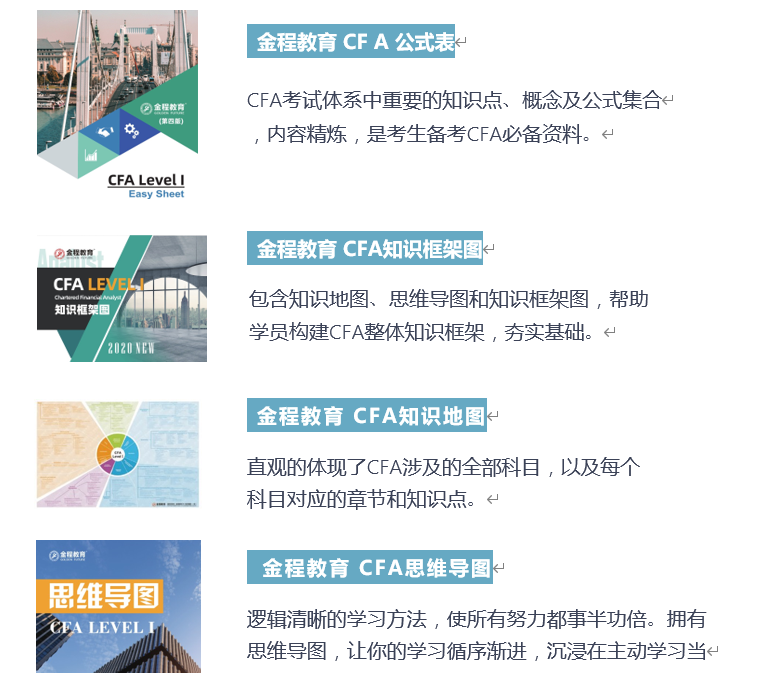 金程教育
GOLDEN FUTURE
(第四版)
CFA Level I
Easy Sheet
金程教育 CF A 公式表
CFA考试体系中重要的知识点、概念及公式集合
，内容精炼，是考生备考CFA必备资料。
Analyst
金程教育
CFA LEVEL I
Chartered Financial Analyst
知识框架图
2020 NEW
金程教育 CFA知识框架图
包含知识地图、思维导图和知识框架图，帮助
学员构建CFA整体知识框架，夯实基础。
CFA
Level I
金程教育 CFA知识地图
直观的体现了CFA涉及的全部科目，以及每个
科目对应的章节和知识点。
金程教育
GOLDEN FUTURE
思维导图
CFA LEVEL I
金程教育 CFA思维导图
逻辑清晰的学习方法，使所有努力都事半功倍。拥有
思维导图，让你的学习循序渐进，沉浸在主动学习当